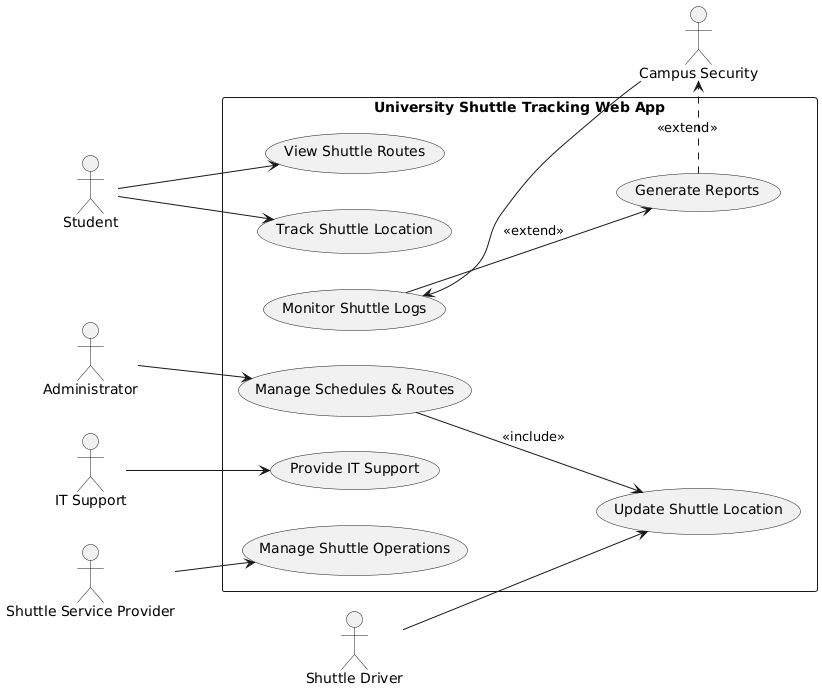 Campus Security
University Shuttle Tracking Web App
«extend»
View Shuttle Routes
Generate Reports
Student
Track Shuttle Location
«extend»
Monitor Shuttle Logs
Administrator
Manage Schedules & Routes
«include»
IT Support
Provide IT Support
Update Shuttle Location
Manage Shuttle Operations
Shuttle Service Provider
Shuttle Driver